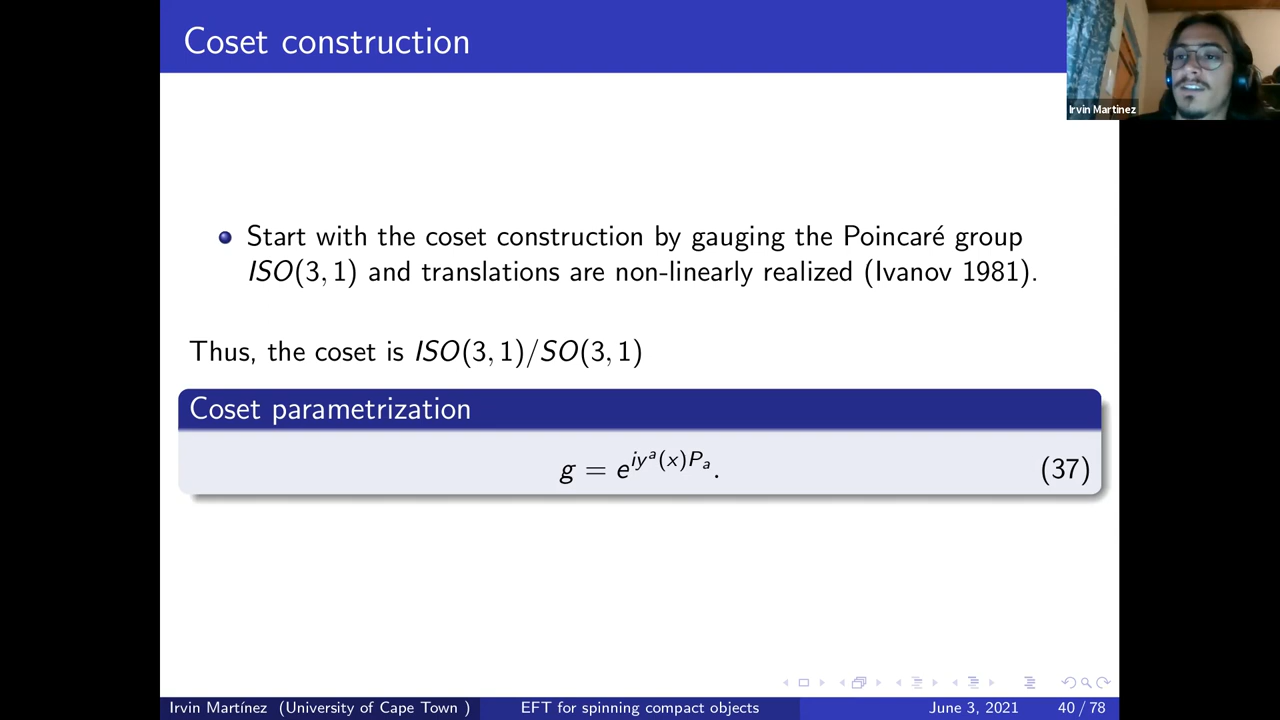 Coset construction
Irvin Martinez
Start with the coset construction by gauging the Poincaré group
ISO(3, 1) and translations are non-linearly realized (Ivanov 1981).
Thus, the coset is ISO(3, 1)/SO(3, 1)
Coset parametrization
g = e^{iy^a(x)P_a}. (37)
Irvin Martínez (University of Cape Town ) EFT for spinning compact objects June 3, 2021 40 / 78